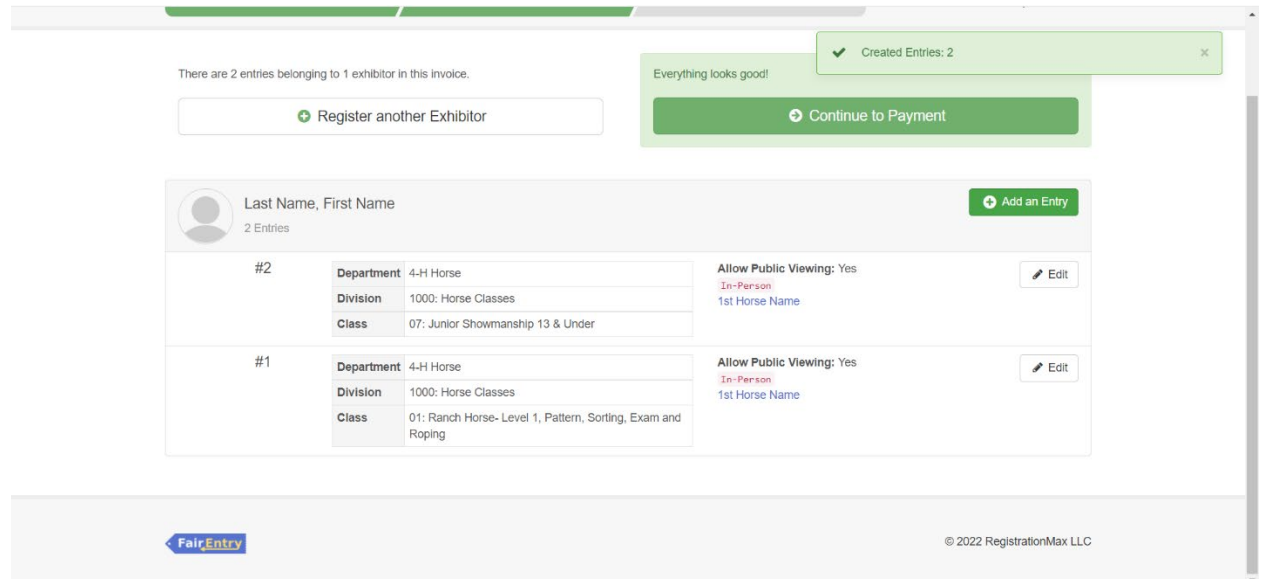 Created Entries: 2
×
There are 2 entries belonging to 1 exhibitor in this invoice.
Everything looks good!
Register another Exhibitor
Continue to Payment
Last Name, First Name
2 Entries
Add an Entry
#2
Department 4-H Horse
Division 1000: Horse Classes
Class 07: Junior Showmanship 13 & Under
Allow Public Viewing: Yes
In-Person
1st Horse Name
Edit
#1
Department 4-H Horse
Division 1000: Horse Classes
Class 01: Ranch Horse- Level 1, Pattern, Sorting, Exam and
Roping
Allow Public Viewing: Yes
In-Person
1st Horse Name
Edit
FairEntry
© 2022 RegistrationMax LLC